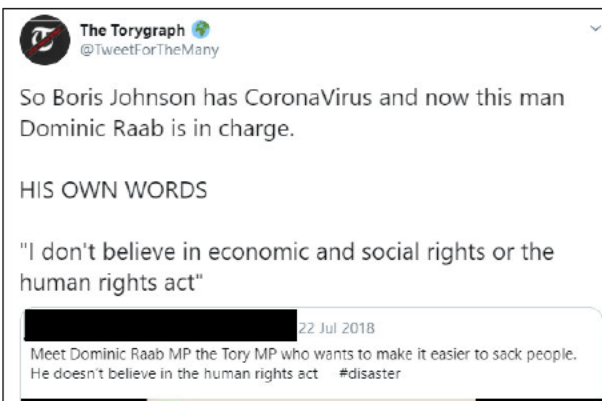 The Torygraph
@TweetForTheMany
So Boris Johnson has CoronaVirus and now this man
Dominic Raab is in charge.
HIS OWN WORDS
"I don't believe in economic and social rights or the
human rights act"
22 Jul 2018
Meet Dominic Raab MP the Tory MP who wants to make it easier to sack people.
He doesn't believe in the human rights act #disaster